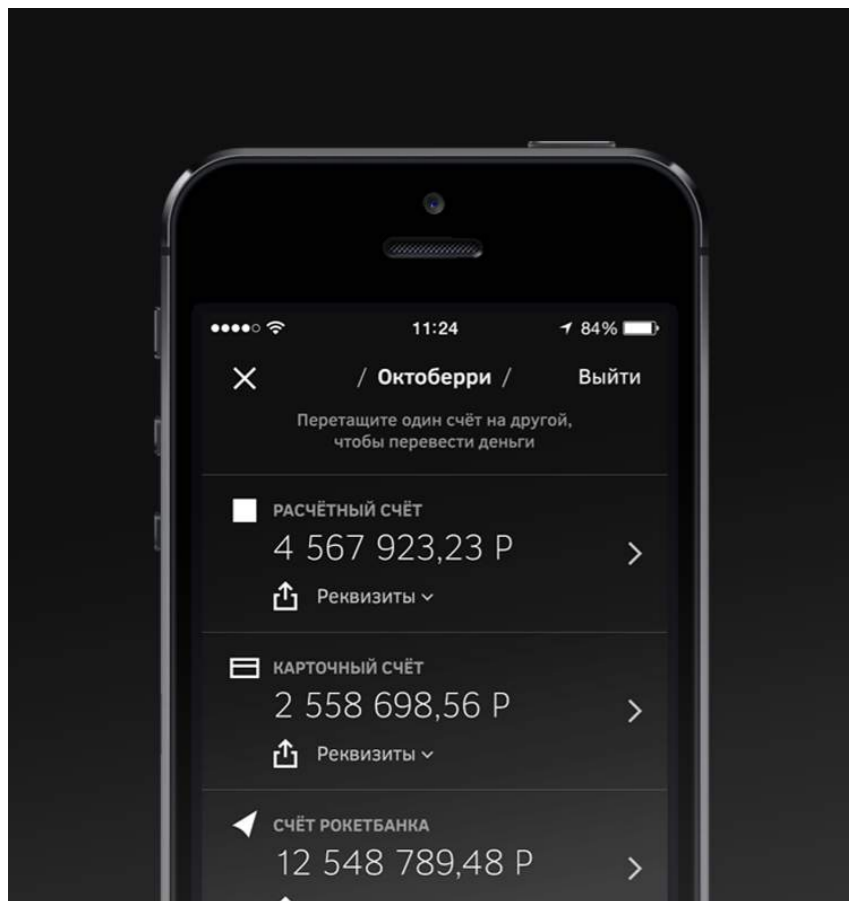 11:24
84%
/ Октоберри /
Выйти
Перетащите один счёт на другой,
чтобы перевести деньги
РАСЧЁТНЫЙ СЧЁТ
4 567 923,23 Р
Реквизиты
КАРТОЧНЫЙ СЧЁТ
2 558 698,56 Р
Реквизиты
СЧЁТ РОКЕТБАНКА
12 548 789,48 Р